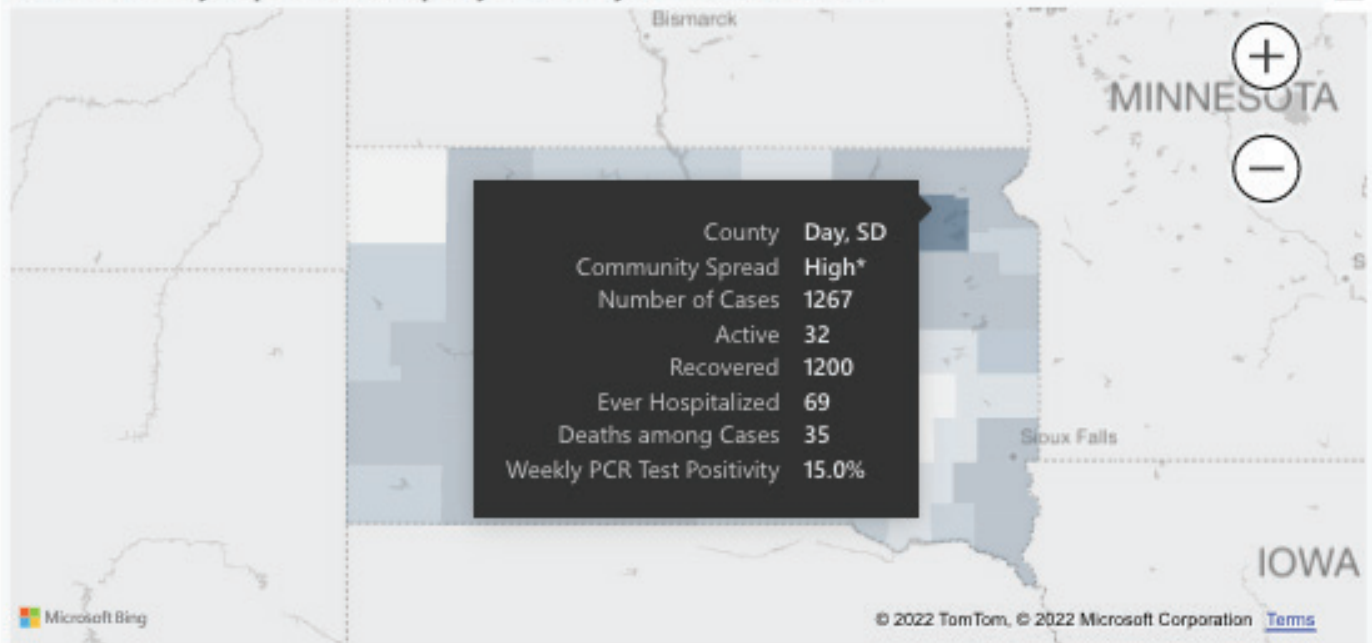 Bismarck
MINNESOTA
County Day, SD
Community Spread High*
Number of Cases 1267
Active 32
Recovered 1200
Ever Hospitalized 69
Deaths among Cases 35
Weekly PCR Test Positivity 15.0%
Sioux Falls
IOWA
Microsoft Bing
© 2022 TomTom, © 2022 Microsoft Corporation Terms